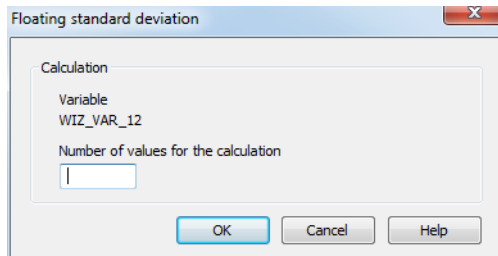 Floating standard deviation
Calculation
Variable
WIZ_VAR_12
Number of values for the calculation
OK Cancel Help